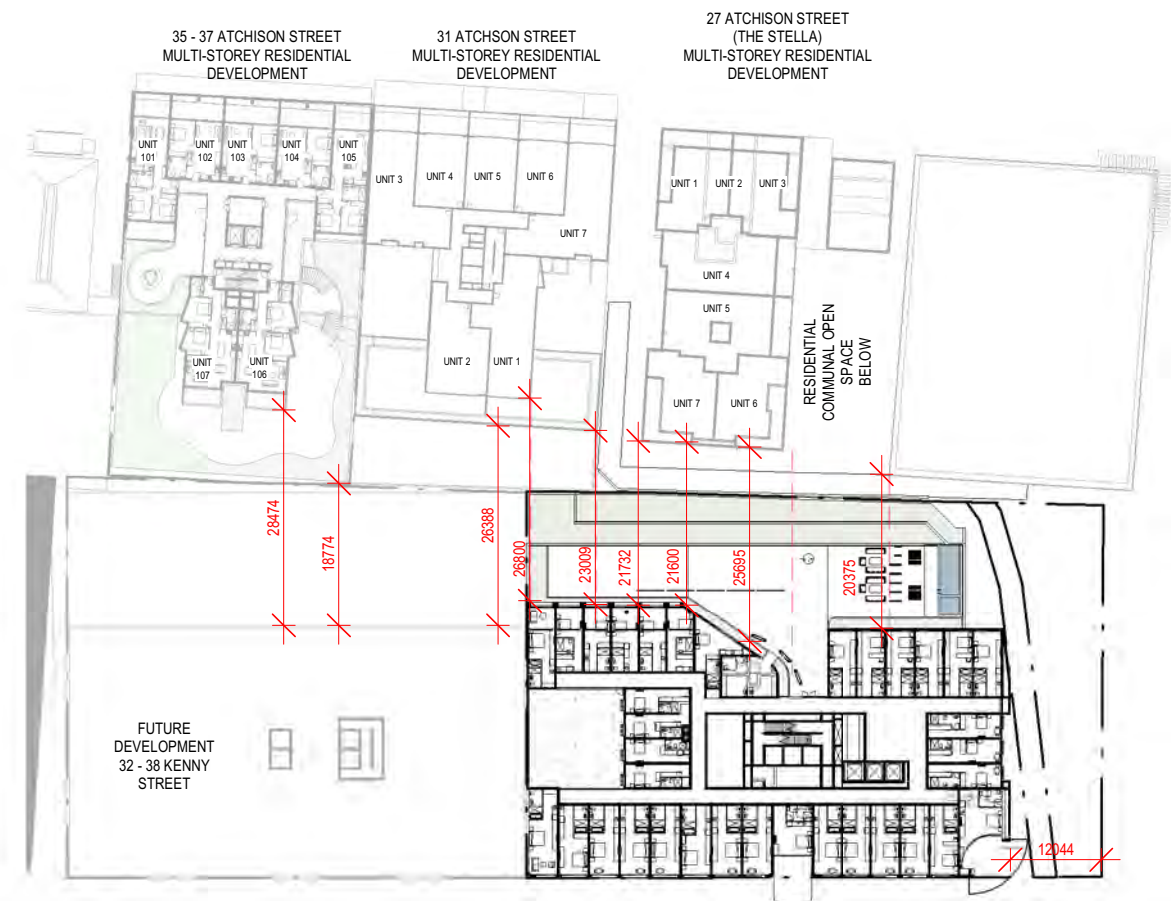 35 - 37 ATCHISON STREET
MULTI-STOREY RESIDENTIAL
DEVELOPMENT
31 ATCHSON STREET
MULTI-STOREY RESIDENTIAL
DEVELOPMENT
27 ATCHISON STREET
(THE STELLA)
MULTI-STOREY RESIDENTIAL
DEVELOPMENT
UNIT
101
UNIT
102
UNIT
103
UNIT
104
UNIT
105
UNIT
107
UNIT
106
UNIT 3
UNIT 4
UNIT 5
UNIT 6
UNIT 7
UNIT 2
UNIT 1
UNIT 1
UNIT 2
UNIT 3
UNIT 4
UNIT 5
UNIT 7
UNIT 6
RESIDENTIAL
COMMUNAL OPEN
SPACE
BELOW
28474
18774
26388
26800
23009
21732
21600
25695
20375
FUTURE
DEVELOPMENT
32 - 38 KENNY
STREET
12044